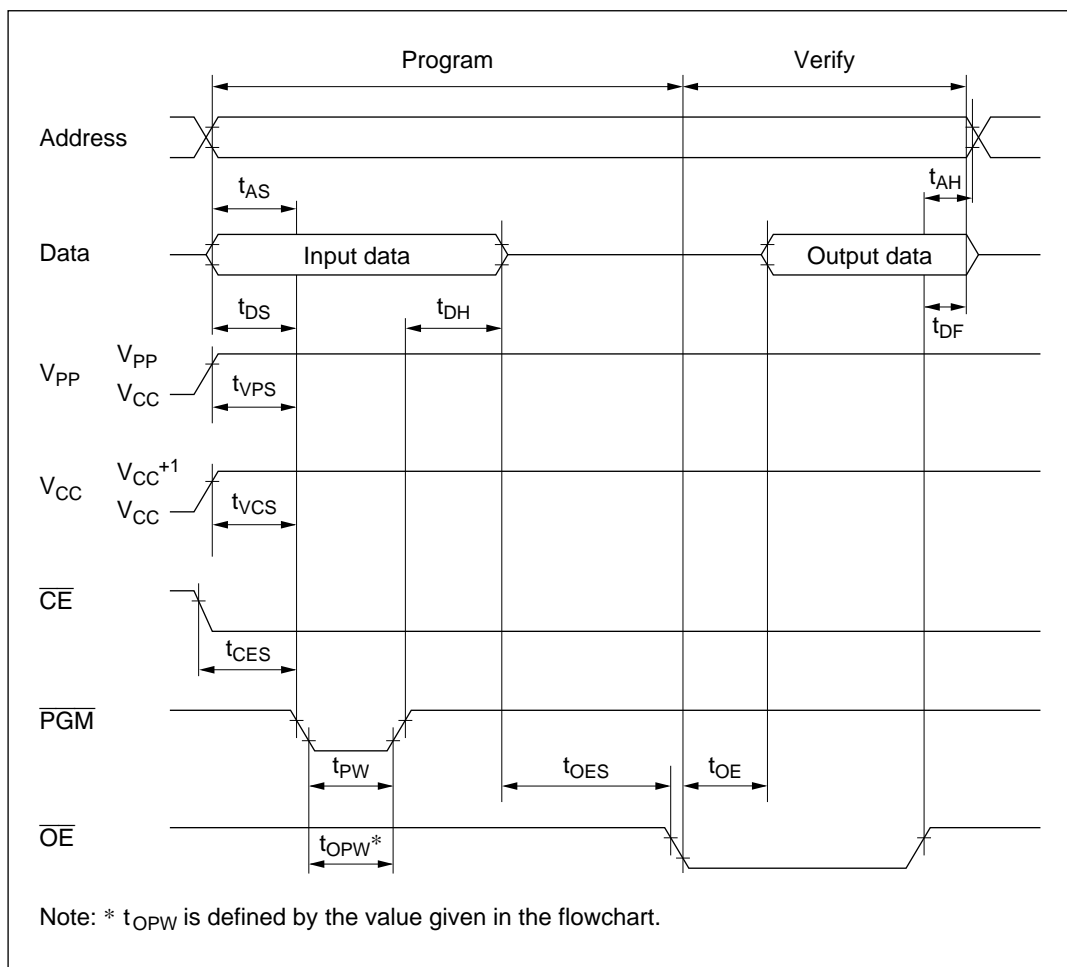 Program Verify
Address
tAS
tAH
Data
Input data
Output data
tDS
tDH
tDF
VPP
VPP
VCC
tVPS
VCC
VCC+1
VCC
tVCS
CE
tCES
PGM
tPW
tOES
tOE
OE
tOPW*
Note: * tOPW is defined by the value given in the flowchart.